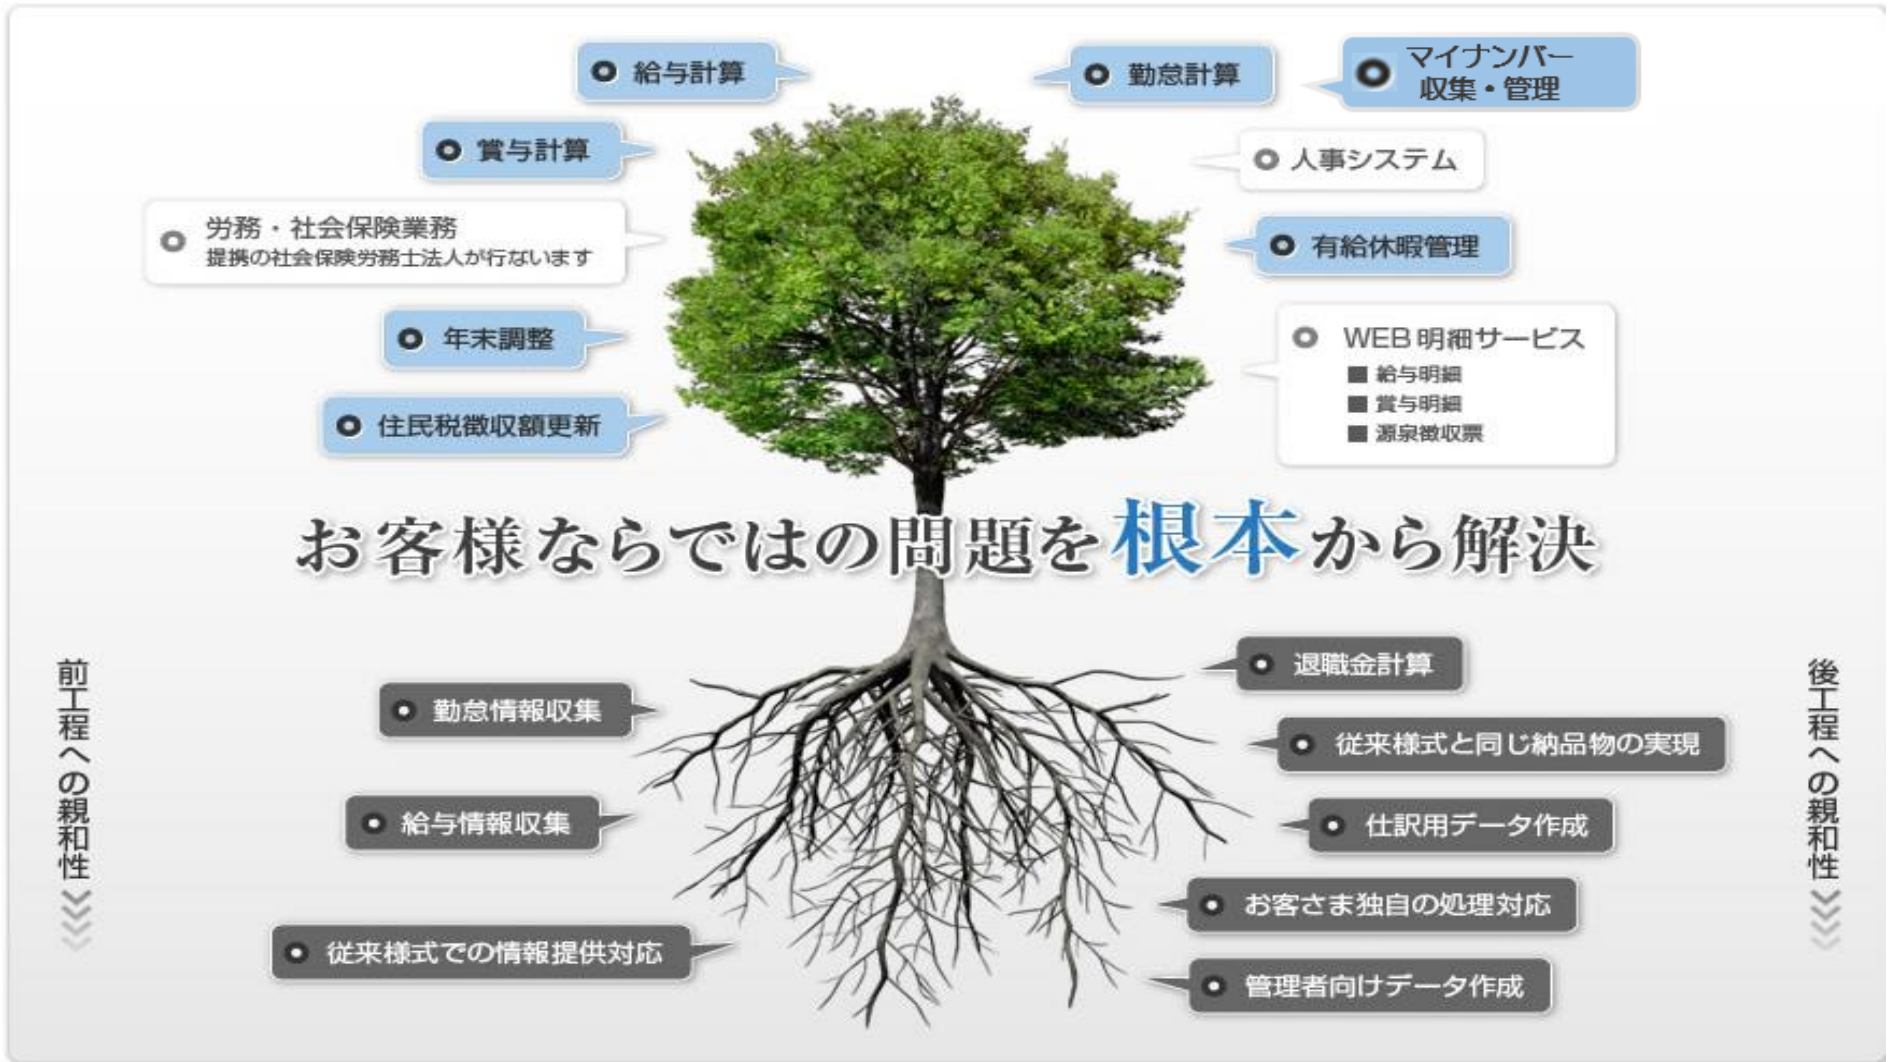 給与計算
勤怠計算
マイナンバー
収集・管理
賞与計算
人事システム
労務・社会保険業務
提携の社会保険労務士法人が行ないます
有給休暇管理
年末調整
WEB 明細サービス
■ 給与明細
■ 賞与明細
■ 源泉徴収票
住民税徴収額更新
お客様ならではの問題を根本から解決
前工程への親和性
勤怠情報収集
給与情報収集
従来様式での情報提供対応
退職金計算
従来様式と同じ納品物の実現
仕訳用データ作成
お客さま独自の処理対応
管理者向けデータ作成
後工程への親和性